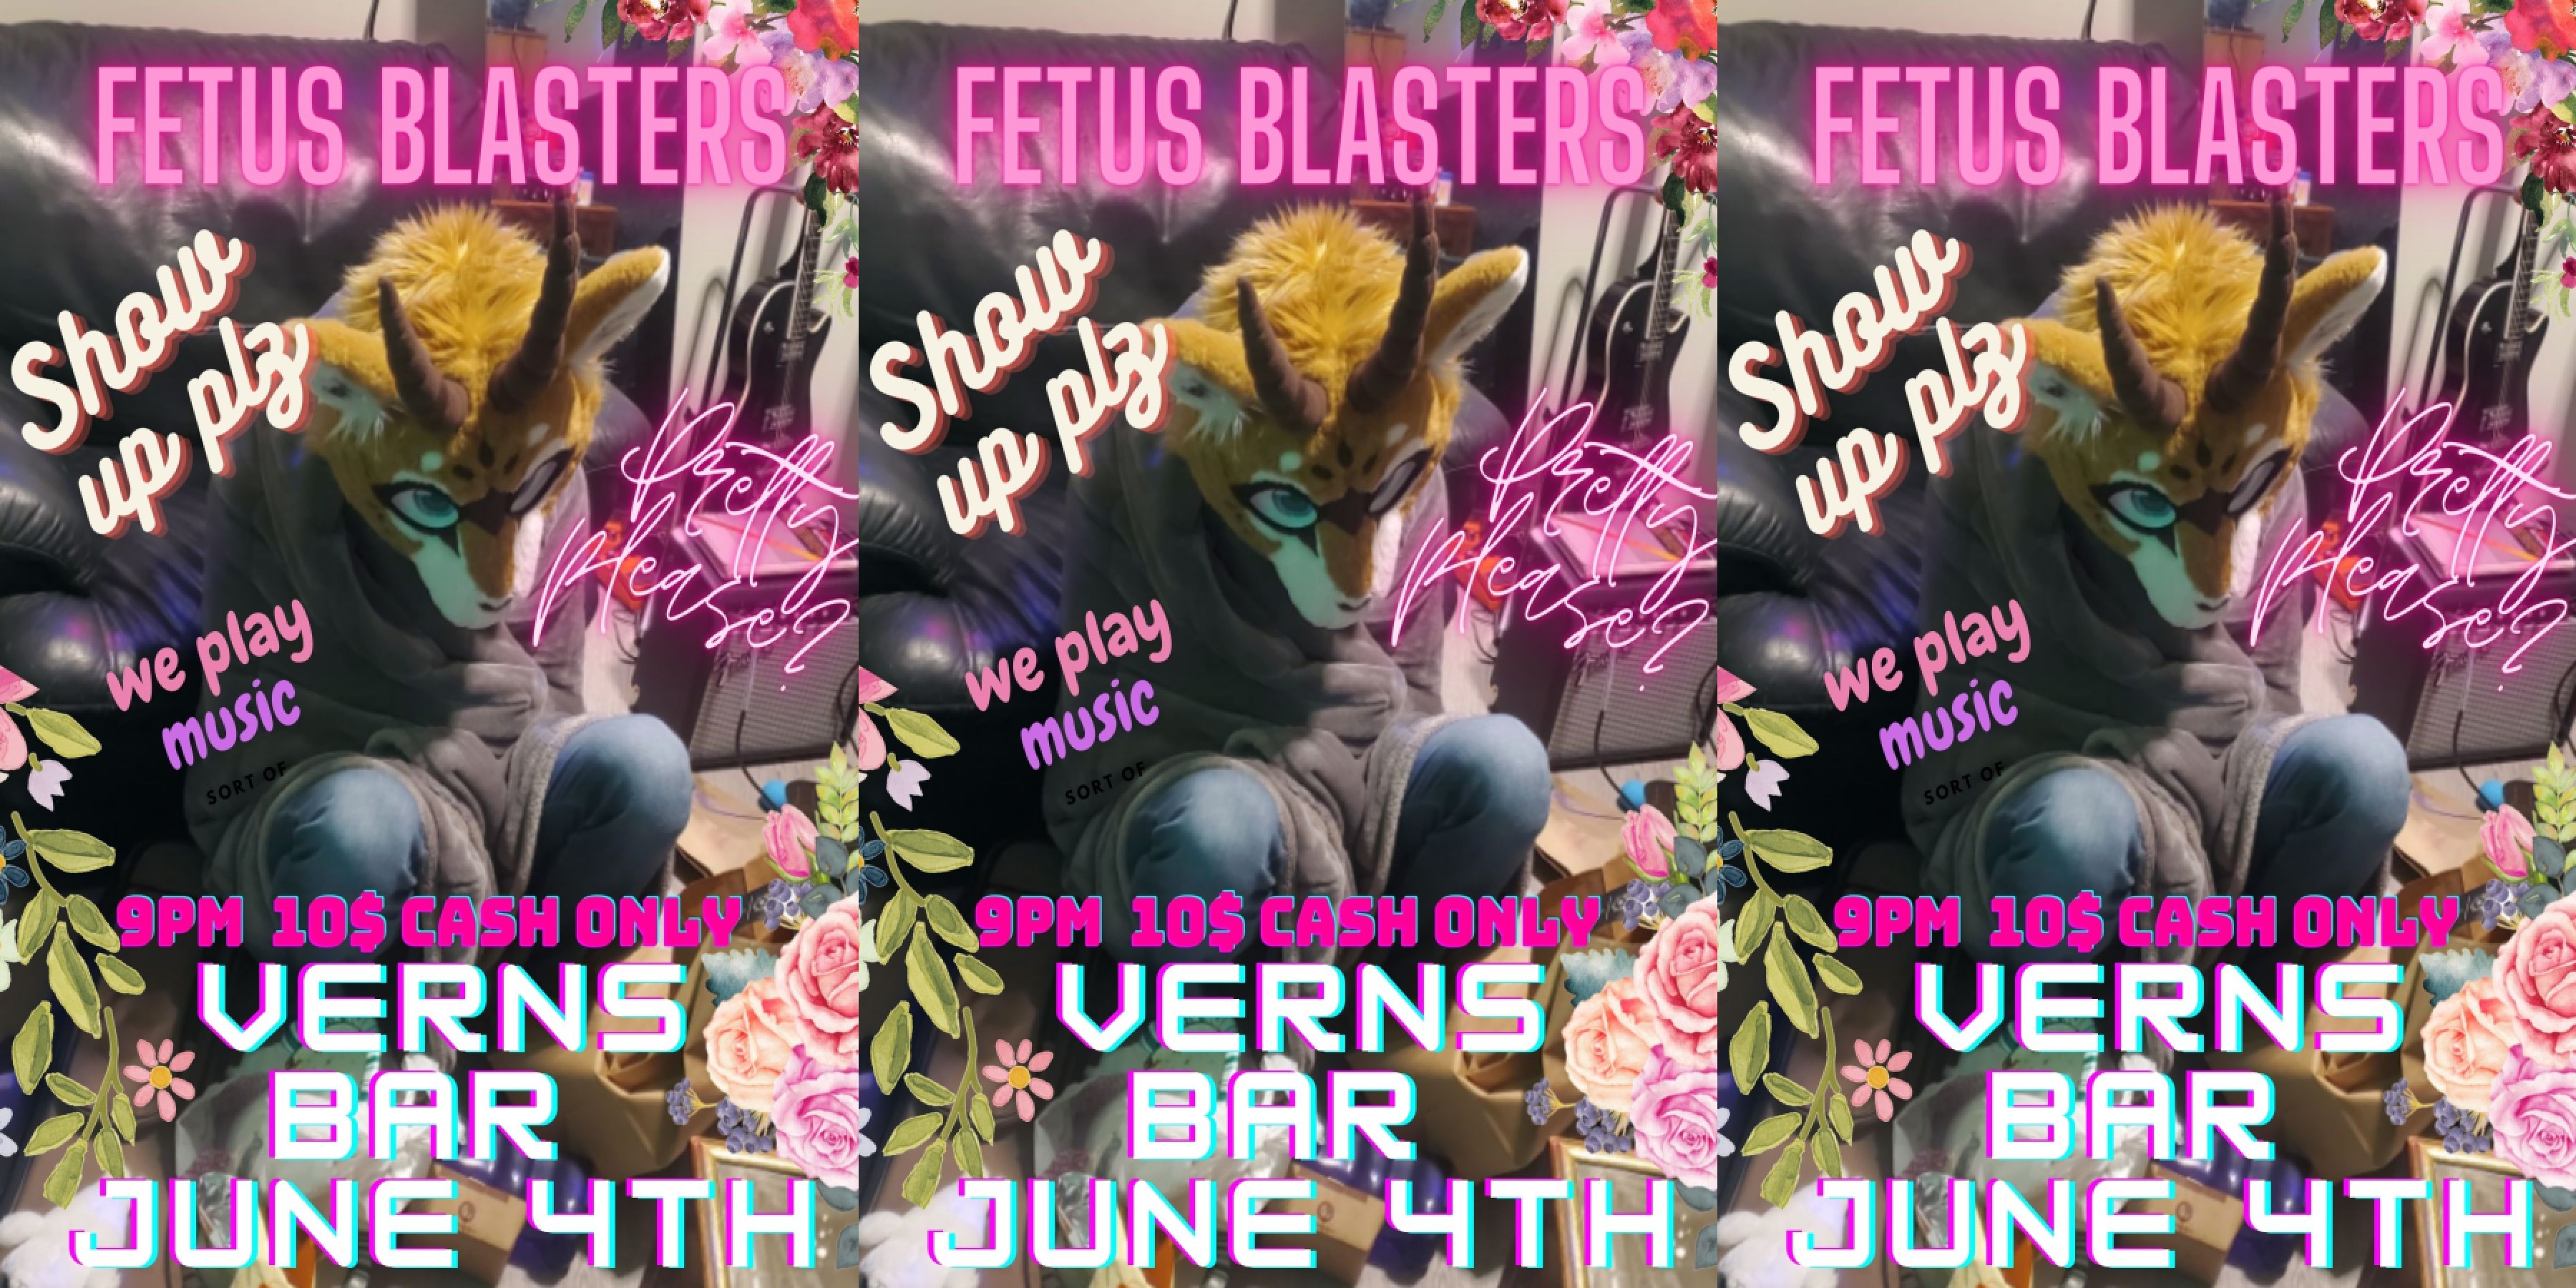 FETUS BLASTERS
Show
up plz
Pretty
Please?
we play
music
SORT OF
9PM 10$ CASH ONLY
VERNS
BAR
JUNE 4TH
FETUS BLASTERS
Show
up plz
Pretty
Please?
we play
music
SORT OF
9PM 10$ CASH ONLY
VERNS
BAR
JUNE 4TH
FETUS BLASTERS
Show
up plz
Pretty
Please?
we play
music
SORT OF
9PM 10$ CASH ONLY
VERNS
BAR
JUNE 4TH